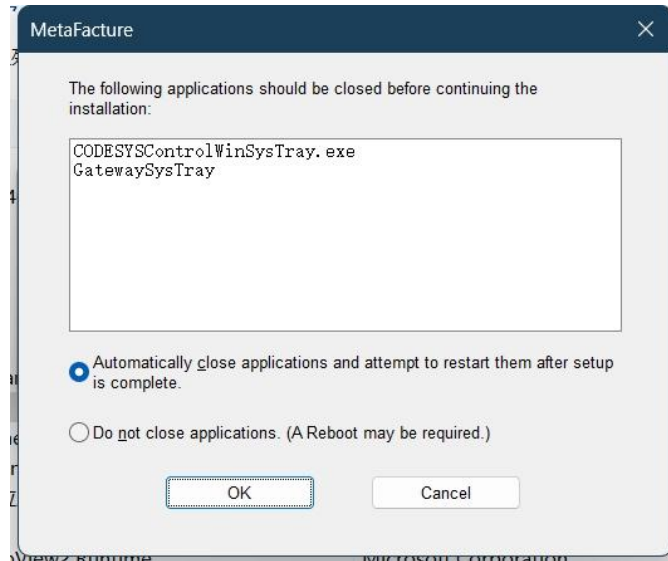 MetaFacture
The following applications should be closed before continuing the
installation:
CODESYSControlWinSysTray.exe
GatewaySysTray
Automatically close applications and attempt to restart them after setup
is complete.
Do not close applications. (A Reboot may be required.)
OK
Cancel
Microsoft Corporation